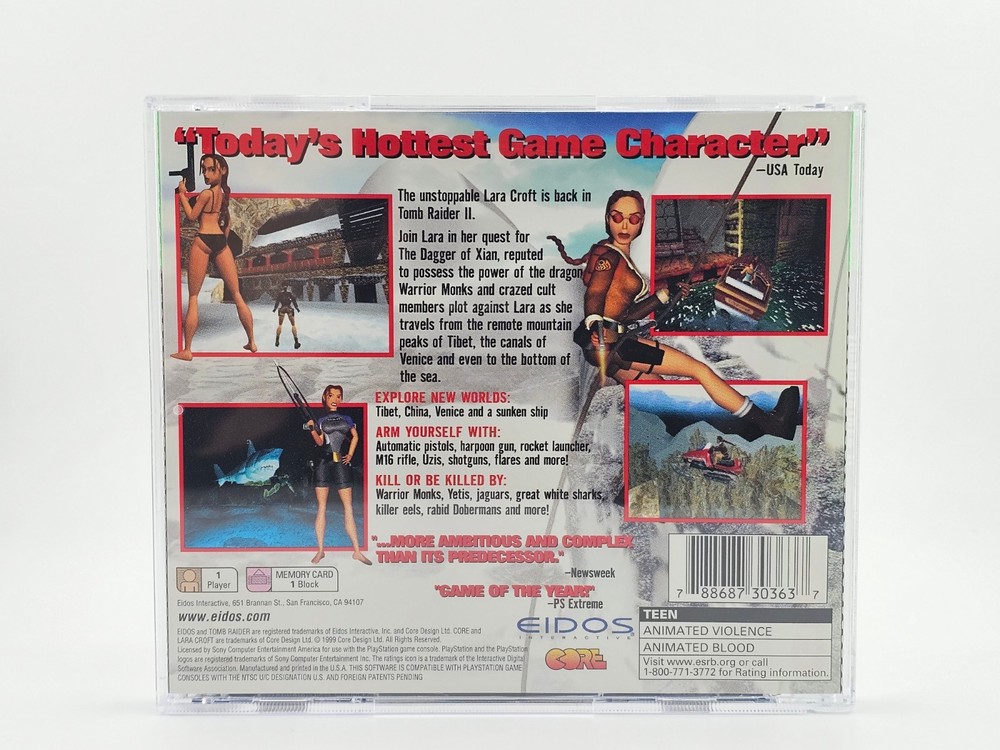 “Today’s Hottest Game Character”
–USA Today
The unstoppable Lara Croft is back in
Tomb Raider II.
Join Lara in her quest for
The Dagger of Xian, reputed
to possess the power of the dragon
Warrior Monks and crazed cult
members plot against Lara as she
travels from the remote mountain
peaks of Tibet, the canals of
Venice and even to the bottom of
the sea.
EXPLORE NEW WORLDS:
Tibet, China, Venice and a sunken ship
ARM YOURSELF WITH:
Automatic pistols, harpoon gun, rocket launcher,
M16 rifle, Uzis, shotguns, flares and more!
KILL OR BE KILLED BY:
Warrior Monks, Yetis, jaguars, great white sharks,
killer eels, rabid Dobermans and more!
"...MORE AMBITIOUS AND COMPLEX
THAN ITS PREDECESSOR."
–Newsweek
"GAME OF THE YEAR!"
–PS Extreme
1
Player
MEMORY CARD
1 Block
Eidos Interactive, 651 Brannan St., San Francisco, CA 94107
www.eidos.com
EIDOS and TOMB RAIDER are registered trademarks of Eidos Interactive, Inc. and Core Design Ltd. CORE and
LARA CROFT are trademarks of Core Design Ltd. © 1999 Core Design Ltd. All Rights Reserved.
Licensed by Sony Computer Entertainment America for use with the PlayStation game console. PlayStation and the PlayStation
logos are registered trademarks of Sony Computer Entertainment Inc. The ratings icon is a trademark of the Interactive Digital
Software Association. Manufactured and printed in the U.S.A. THIS SOFTWARE IS COMPATIBLE WITH PLAYSTATION GAME
CONSOLES WITH THE NTSC U/C DESIGNATION U.S. AND FOREIGN PATENTS PENDING
EIDOS
INTERACTIVE
CORE
7 88687 30363 7
TEEN
ANIMATED VIOLENCE
ANIMATED BLOOD
Visit www.esrb.org or call
1-800-771-3772 for Rating information.